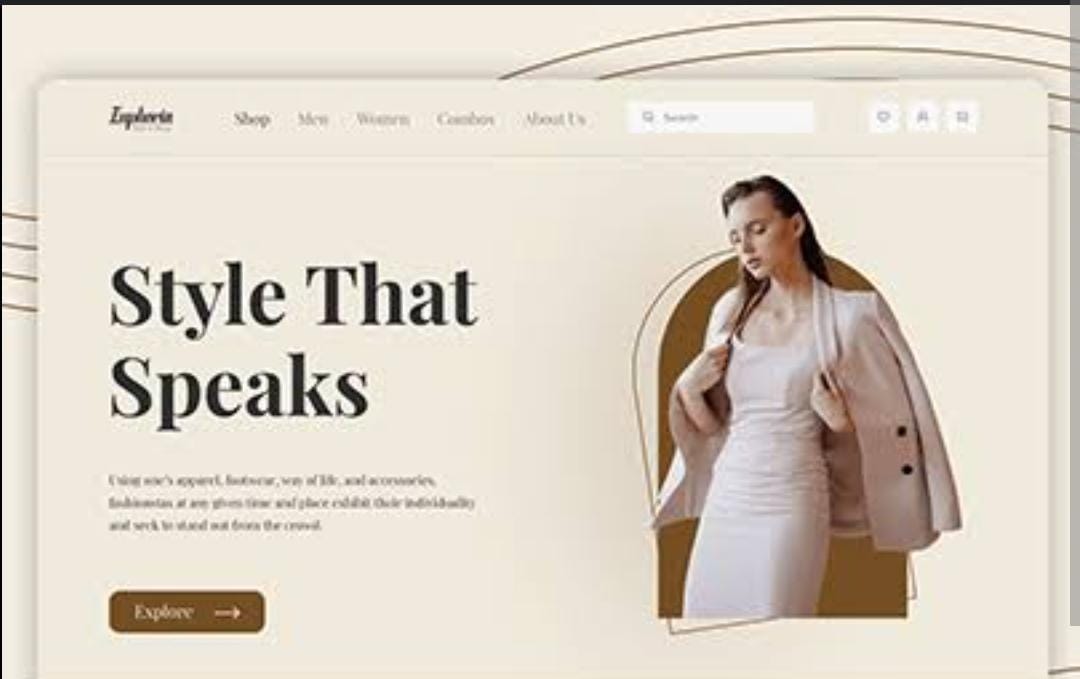 Euphoria
Shop Men Women Combos About Us Search
Style That
Speaks
Using one's apparel, footwear, way of life, and accessories,
fashionistas at any given time and place exhibit their individuality
and seek to stand out from the crowd.
Explore